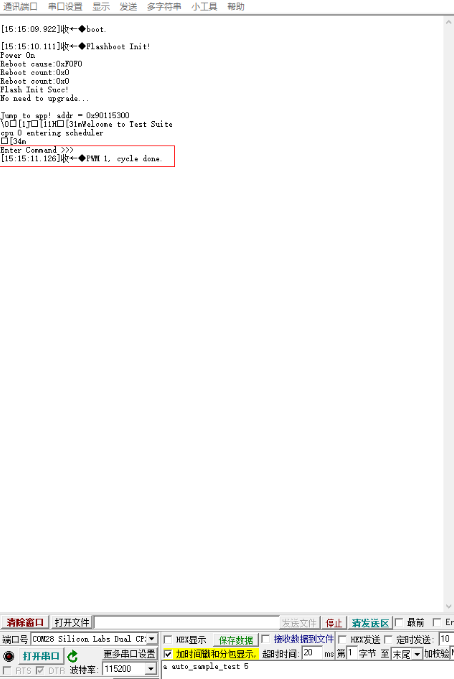 通讯端口 串口设置 显示 发送 多字符串 小工具 帮助
[15:15:09.922]收←◆boot.
[15:15:10.111]收←◆Flashboot Init!
Power On
Reboot cause:0xF0F0
Reboot count:0x0
Reboot count:0x0
Flash Init Succ!
No need to upgrade...
Jump to app! addr = 0x90115300
\0□[1J□[11H□[31mWelcome to Test Suite
cpu 0 entering scheduler
□[34m
Enter Command >>>
[15:15:11.126]收←◆PWM 1, cycle done.
清除窗口 打开文件 发送文件 停止 清发送区 最前 En
端口号 COM28 Silicon Labs Dual CP2 HEX显示 保存数据 接收数据到文件 HEX发送 定时发送: 10
打开串口 更多串口设置 加时间戳和分包显示, 超时时间: 20 ms 第 1 字节 至 末尾 加校验
RTS DTR 波特率: 115200 a auto_sample_test 5